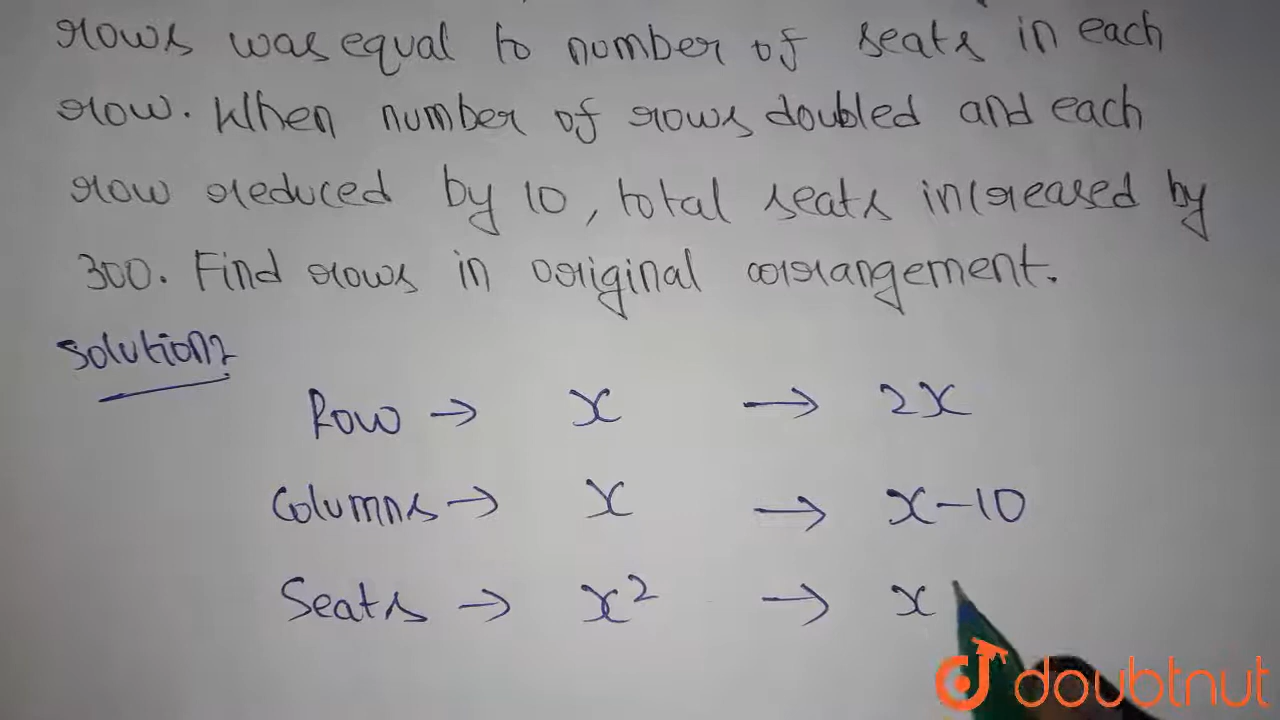 rows was equal to number of seats in each
row. When number of rows doubled and each
row reduced by 10, total seats increased by
300. Find rows in original arrangement.
Solution:
Row → x → 2x
Columns → x → x-10
Seats → x² → x
doubtnut